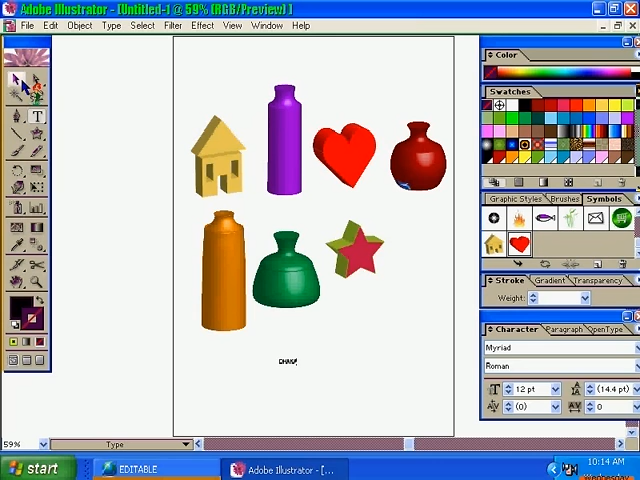 Adobe Illustrator - [Untitled-1 @ 59% (RGB/Preview) ]
File Edit Object Type Select Filter Effect View Window Help
Color
Swatches
Graphic Styles Brushes Symbols
Stroke Gradient Transparency
Weight:
Character Paragraph OpenType
Myriad
Roman
12 pt (14.4 pt)
(0) 0
59% Type
start EDITABLE Adobe Illustrator - [... 10:14 AM
Wednesday